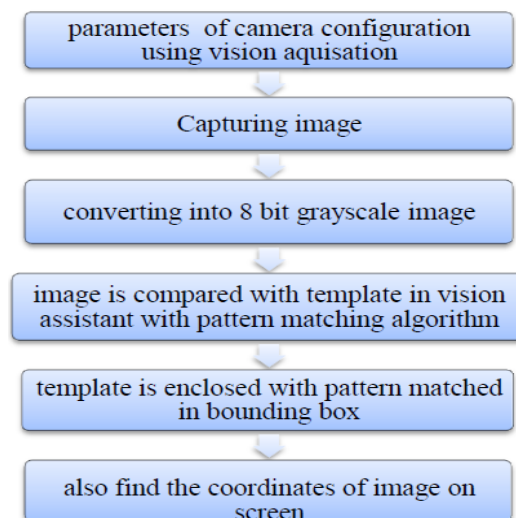 parameters of camera configuration
using vision aquisation
Capturing image
converting into 8 bit grayscale image
image is compared with template in vision
assistant with pattern matching algorithm
template is enclosed with pattern matched
in bounding box
also find the coordinates of image on
screen